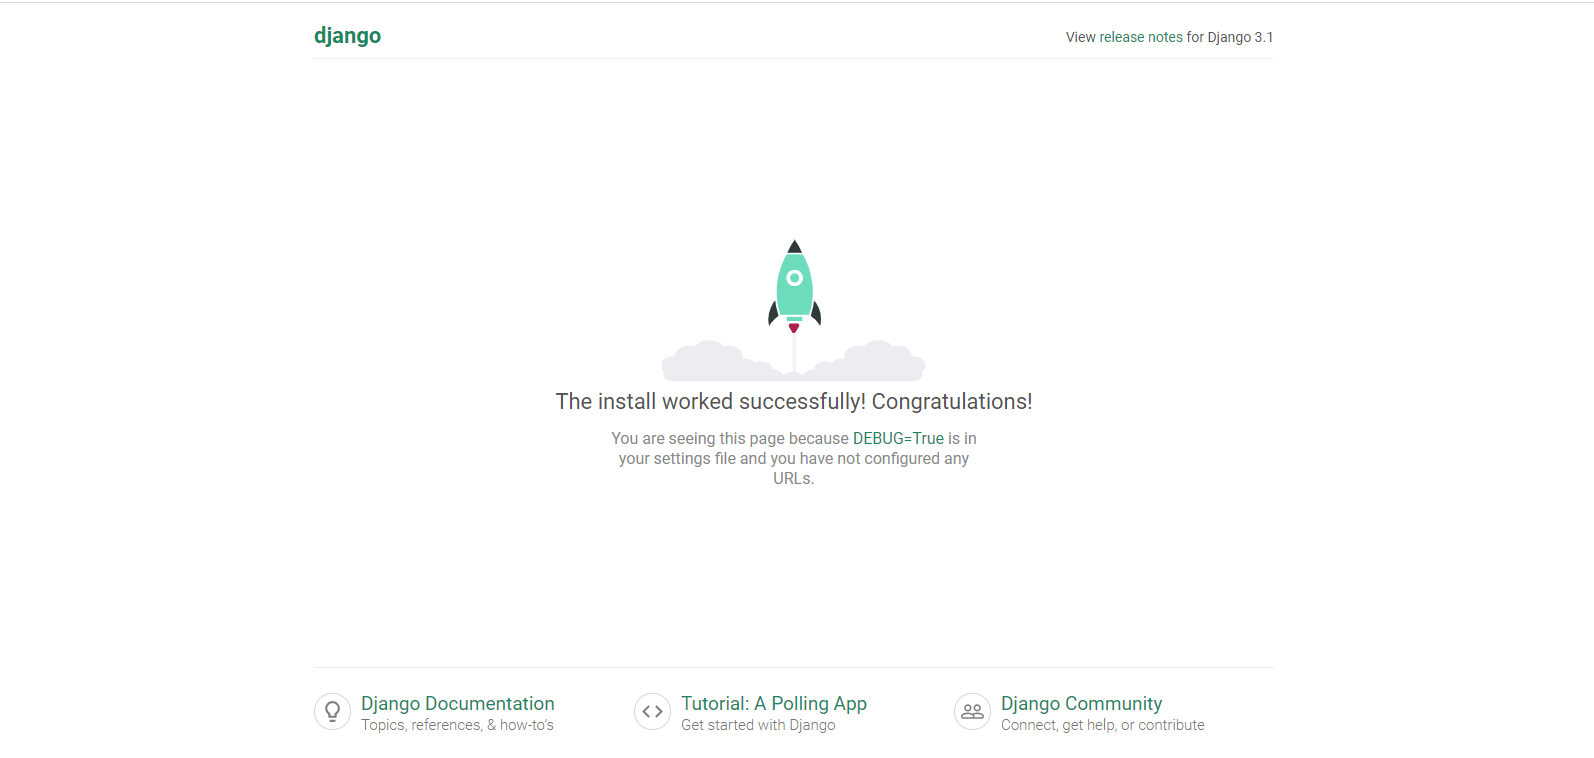 django
View release notes for Django 3.1
The install worked successfully! Congratulations!
You are seeing this page because DEBUG=True is in
your settings file and you have not configured any
URLs.
Django Documentation
Topics, references, & how-to's
Tutorial: A Polling App
Get started with Django
Django Community
Connect, get help, or contribute